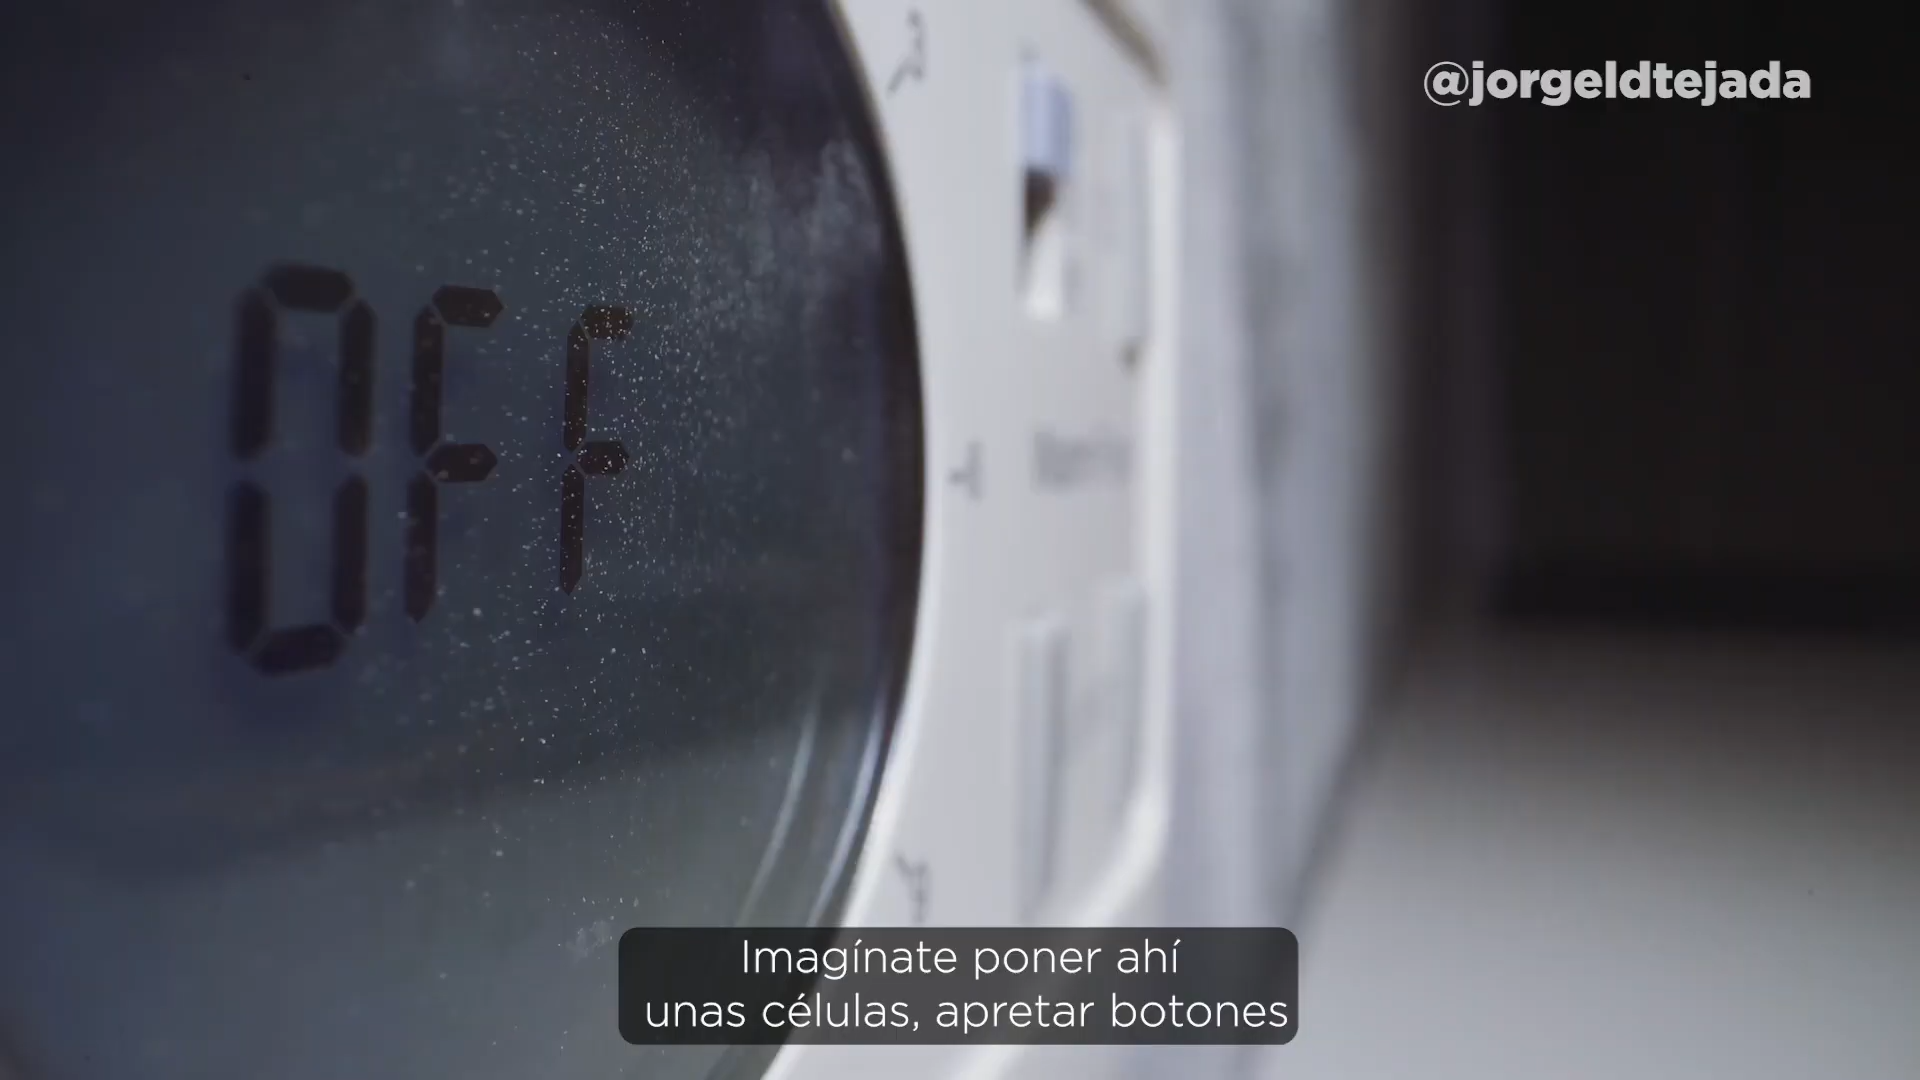 @jorgeldtejada
OFF
Imagínate poner ahí
unas células, apretar botones